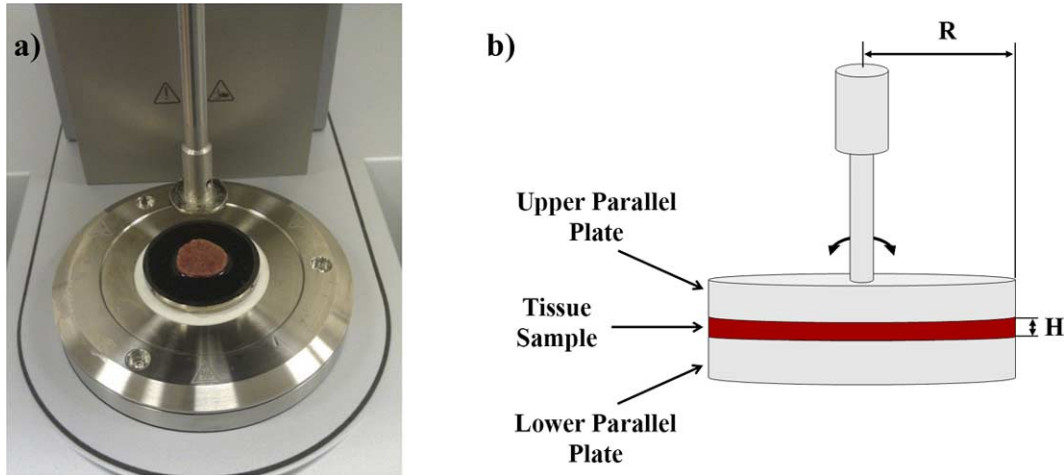 a)
b)
R
Upper Parallel
Plate
Tissue
Sample
H
Lower Parallel
Plate